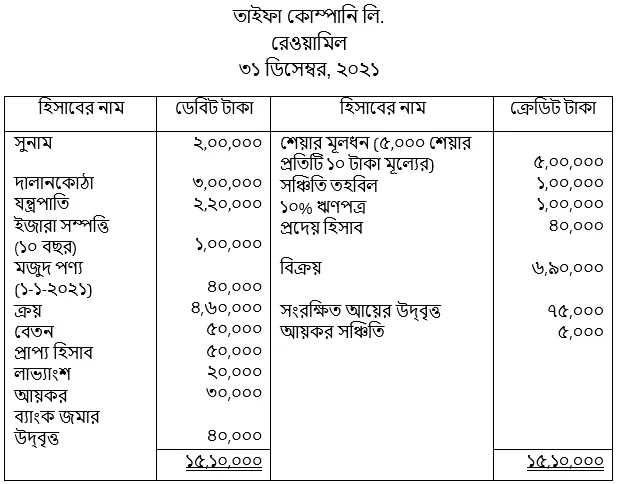 তাইফা কোম্পানি লি.
রেওয়ামিল
৩১ ডিসেম্বর, ২০২১
হিসাবের নাম ডেবিট টাকা হিসাবের নাম ক্রেডিট টাকা
সুনাম ২,০০,০০০ শেয়ার মূলধন (৫,০০০ শেয়ার
প্রতিটি ১০ টাকা মূল্যের) ৫,০০,০০০
দালানকোঠা ৩,০০,০০০ সঞ্চিতি তহবিল ১,০০,০০০
যন্ত্রপাতি ২,২০,০০০ ১০% ঋণপত্র ১,০০,০০০
ইজারা সম্পত্তি প্রদেয় হিসাব ৪০,০০০
(১০ বছর) ১,০০,০০০
মজুদ পণ্য বিক্রয় ৬,৯০,০০০
(১-১-২০২১) ৪০,০০০
ক্রয় ৪,৬০,০০০ সংরক্ষিত আয়ের উদ্বৃত্ত ৭৫,০০০
বেতন ৫০,০০০ আয়কর সঞ্চিতি ৫,০০০
প্রাপ্য হিসাব ৫০,০০০
লাভ্যাংশ ২০,০০০
আয়কর ৩০,০০০
ব্যাংক জমার
উদ্বৃত্ত ৪০,০০০
১৫,১০,০০০ ১৫,১০,০০০